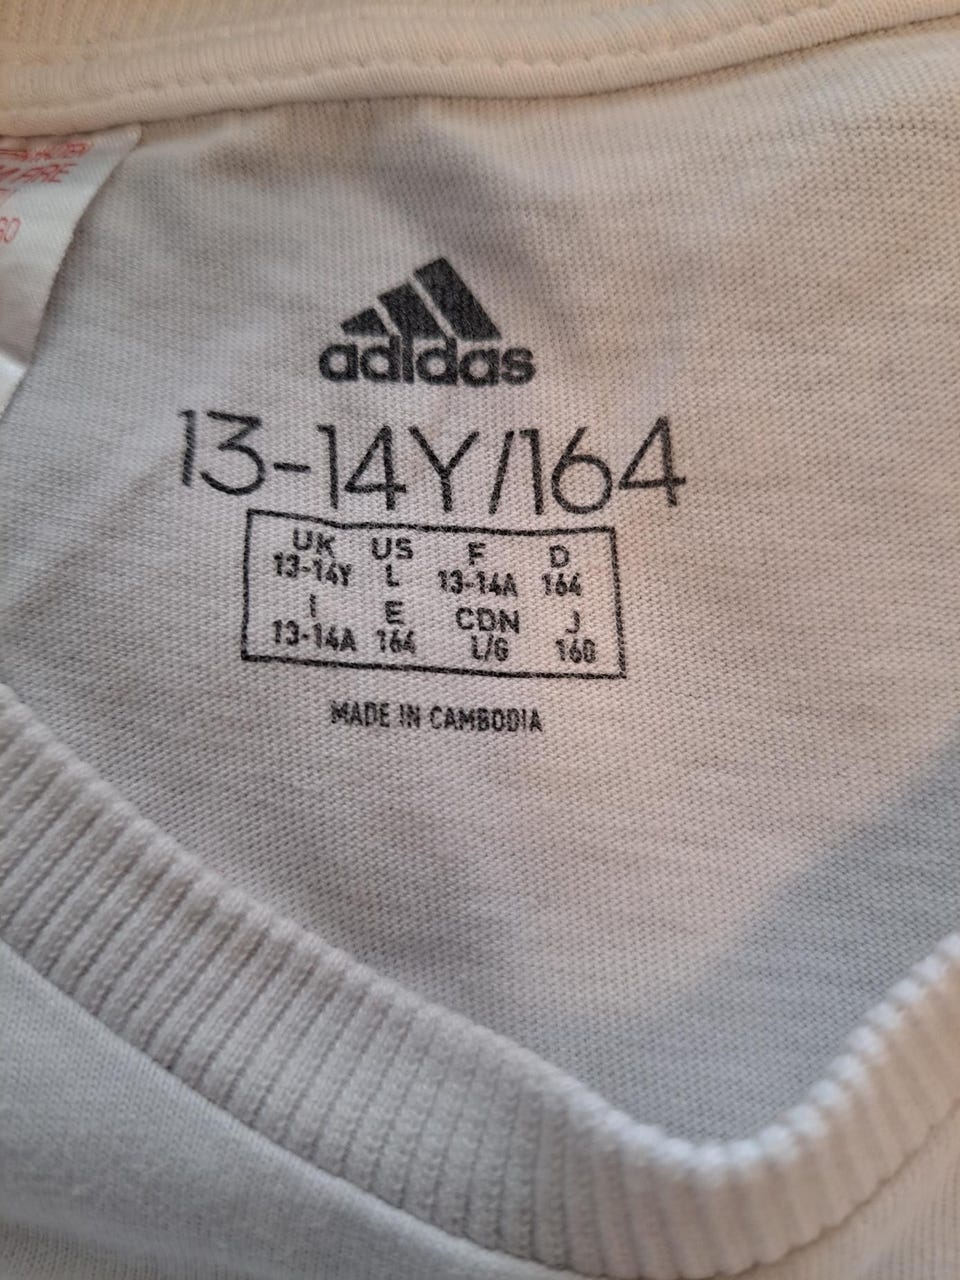 adidas
13-14Y/164
UK US F D
13-14Y L 13-14A 164
I E CDN J
13-14A 164 L/G 160
MADE IN CAMBODIA